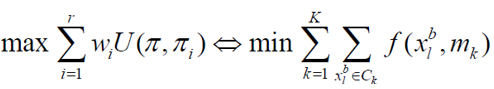 max ∑_{i=1}^{r} w_i U(π, π_i) ⇔ min ∑_{k=1}^{K} ∑_{x_l^b ∈ C_k} f(x_l^b, m_k)